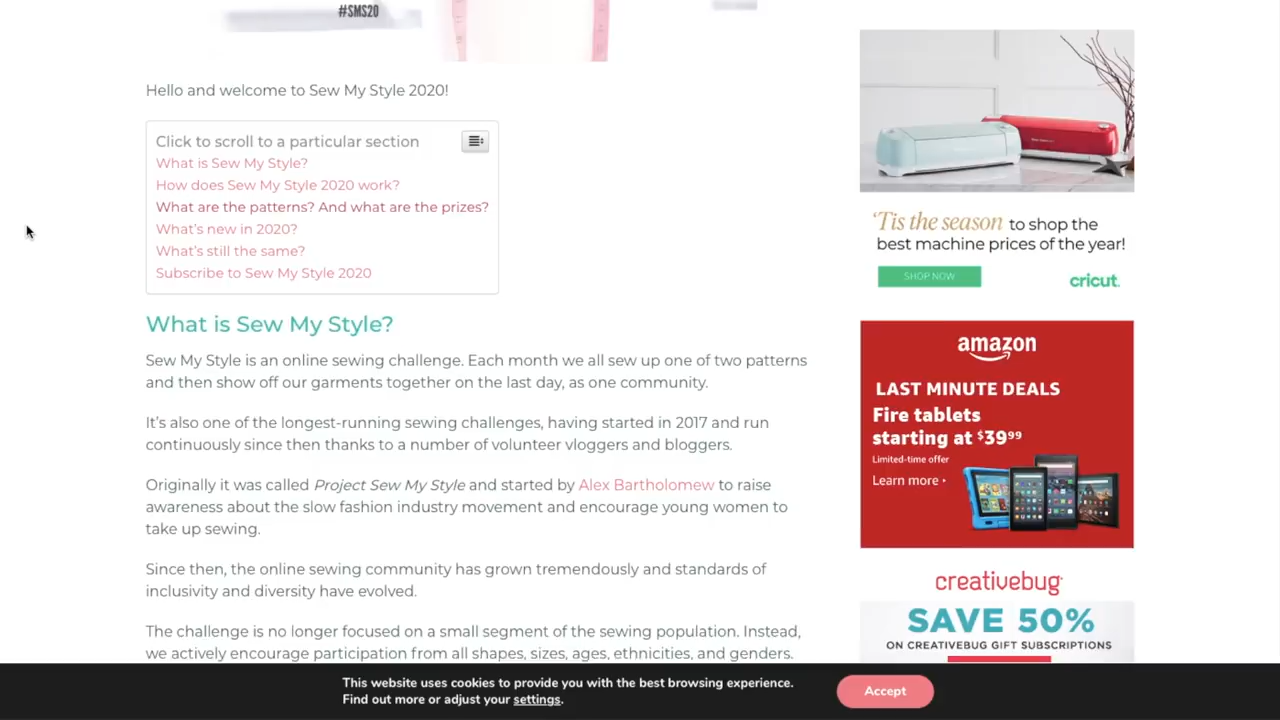 #SMS20
Hello and welcome to Sew My Style 2020!
Click to scroll to a particular section
What is Sew My Style?
How does Sew My Style 2020 work?
What are the patterns? And what are the prizes?
What's new in 2020?
What's still the same?
Subscribe to Sew My Style 2020
What is Sew My Style?
Sew My Style is an online sewing challenge. Each month we all sew up one of two patterns
and then show off our garments together on the last day, as one community.
It's also one of the longest-running sewing challenges, having started in 2017 and run
continuously since then thanks to a number of volunteer vloggers and bloggers.
Originally it was called Project Sew My Style and started by Alex Bartholomew to raise
awareness about the slow fashion industry movement and encourage young women to
take up sewing.
Since then, the online sewing community has grown tremendously and standards of
inclusivity and diversity have evolved.
The challenge is no longer focused on a small segment of the sewing population. Instead,
we actively encourage participation from all shapes, sizes, ages, ethnicities, and genders.
'Tis the season to shop the
best machine prices of the year!
SHOP NOW
cricut.
amazon
LAST MINUTE DEALS
Fire tablets
starting at $39⁹⁹
Limited-time offer
Learn more ‣
creativebug
SAVE 50%
ON CREATIVEBUG GIFT SUBSCRIPTIONS
This website uses cookies to provide you with the best browsing experience.
Find out more or adjust your settings.
Accept